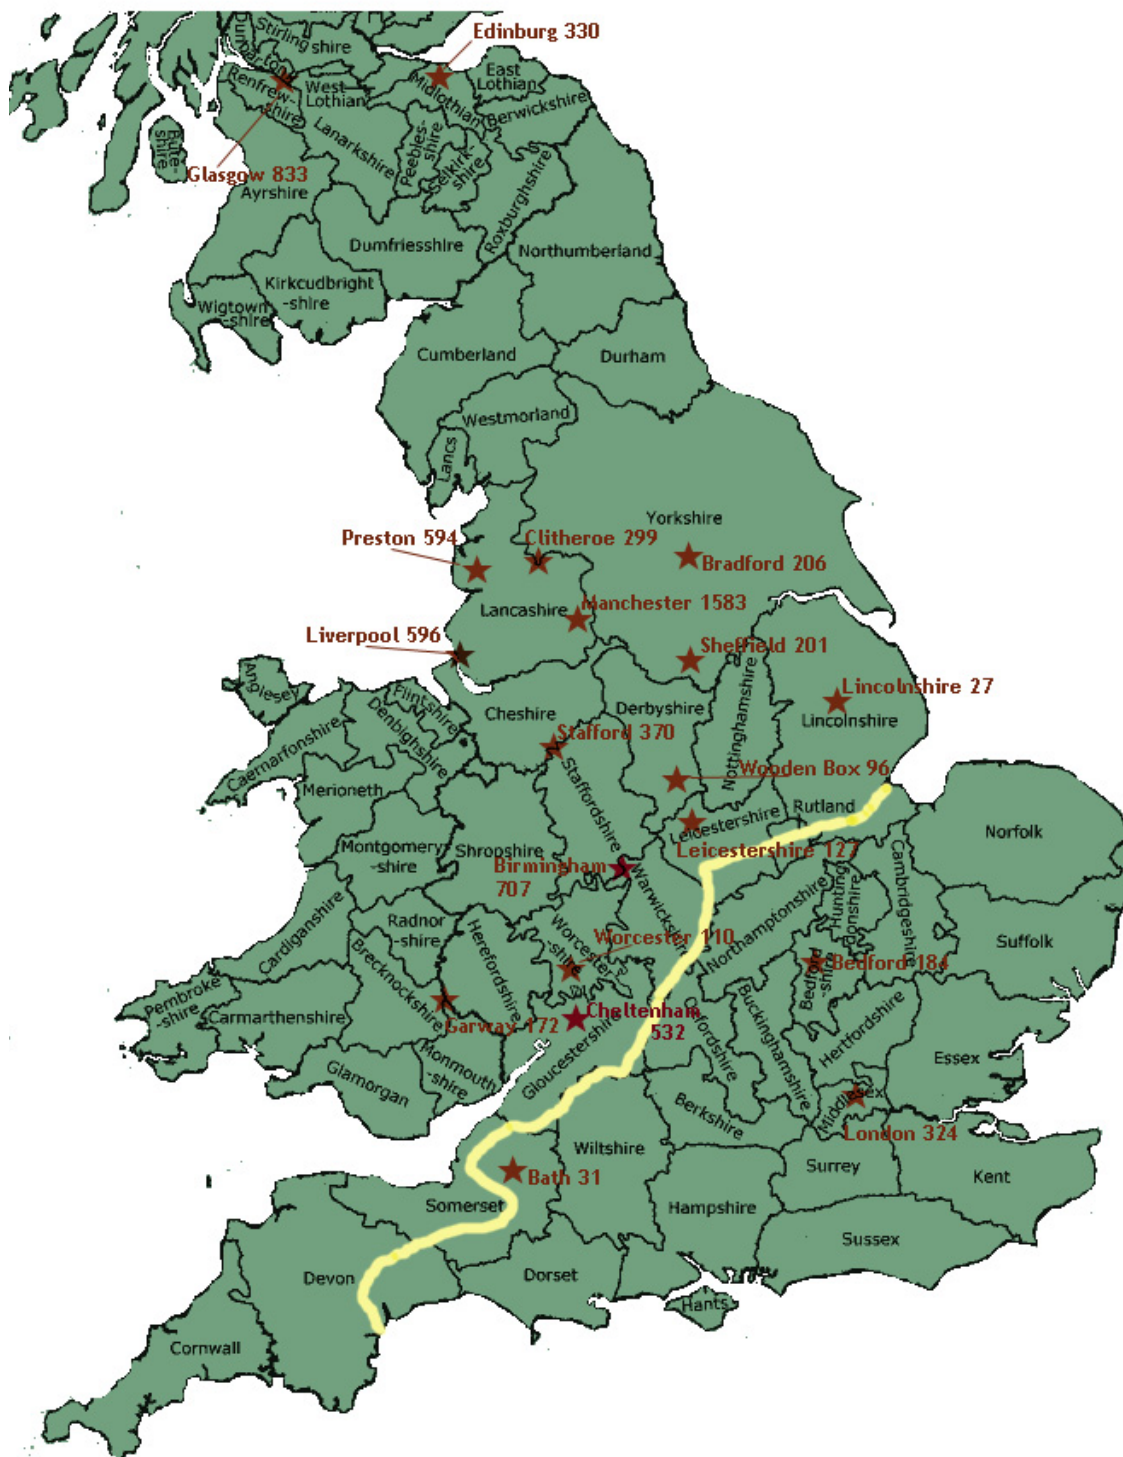 Edinburg 330
Stirling
shire
Dun
barton
East
Lothian
Renfrew-
shire
West
Lothian
Midlothian
Berwickshire
Lanarkshire
Peebles-
shire
Selkirk-
shire
Bute-
shire
Glasgow 833
Ayrshire
Roxburghshire
Dumfriesshire
Northumberland
Kirkcudbright
-shire
Wigtown
-shire
Cumberland
Durham
Westmorland
Lancs
Yorkshire
Preston 594
Clitheroe 299
Bradford 206
Lancashire
Manchester 1583
Liverpool 596
Sheffield 201
Anglesey
Flintshire
Denbighshire
Caernarfonshire
Cheshire
Derbyshire
Nottinghamshire
Lincolnshire 27
Lincolnshire
Stafford 370
Staffordshire
Wooden Box 96
Merioneth
Rutland
Leicestershire
Norfolk
Montgomery
-shire
Shropshire
Leicestershire 127
Birmingham
707
Warwickshire
Northamptonshire
Hunting
donshire
Cambridgeshire
Cardiganshire
Radnor
-shire
Herefordshire
Worcester
-shire
Worcester 110
Suffolk
Bedford
-shire
Bedford 184
Brecknockshire
Pembroke
-shire
Carmarthenshire
Garway 172
Cheltenham
532
Gloucestershire
Oxfordshire
Buckinghamshire
Hertfordshire
Essex
Glamorgan
Monmouth
-shire
Berkshire
Middlesex
London 324
Wiltshire
Surrey
Kent
Bath 31
Somerset
Hampshire
Sussex
Devon
Dorset
Hants
Cornwall